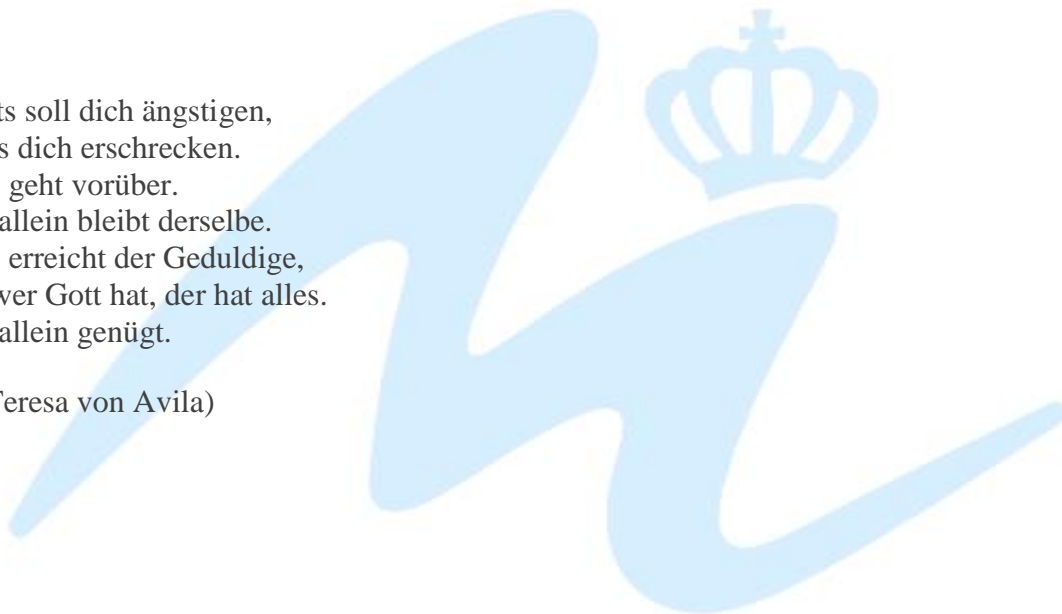 ts soll dich ängstigen,
s dich erschrecken.
geht vorüber.
allein bleibt derselbe.
erreicht der Geduldige,
wer Gott hat, der hat alles.
allein genügt.
Teresa von Avila)